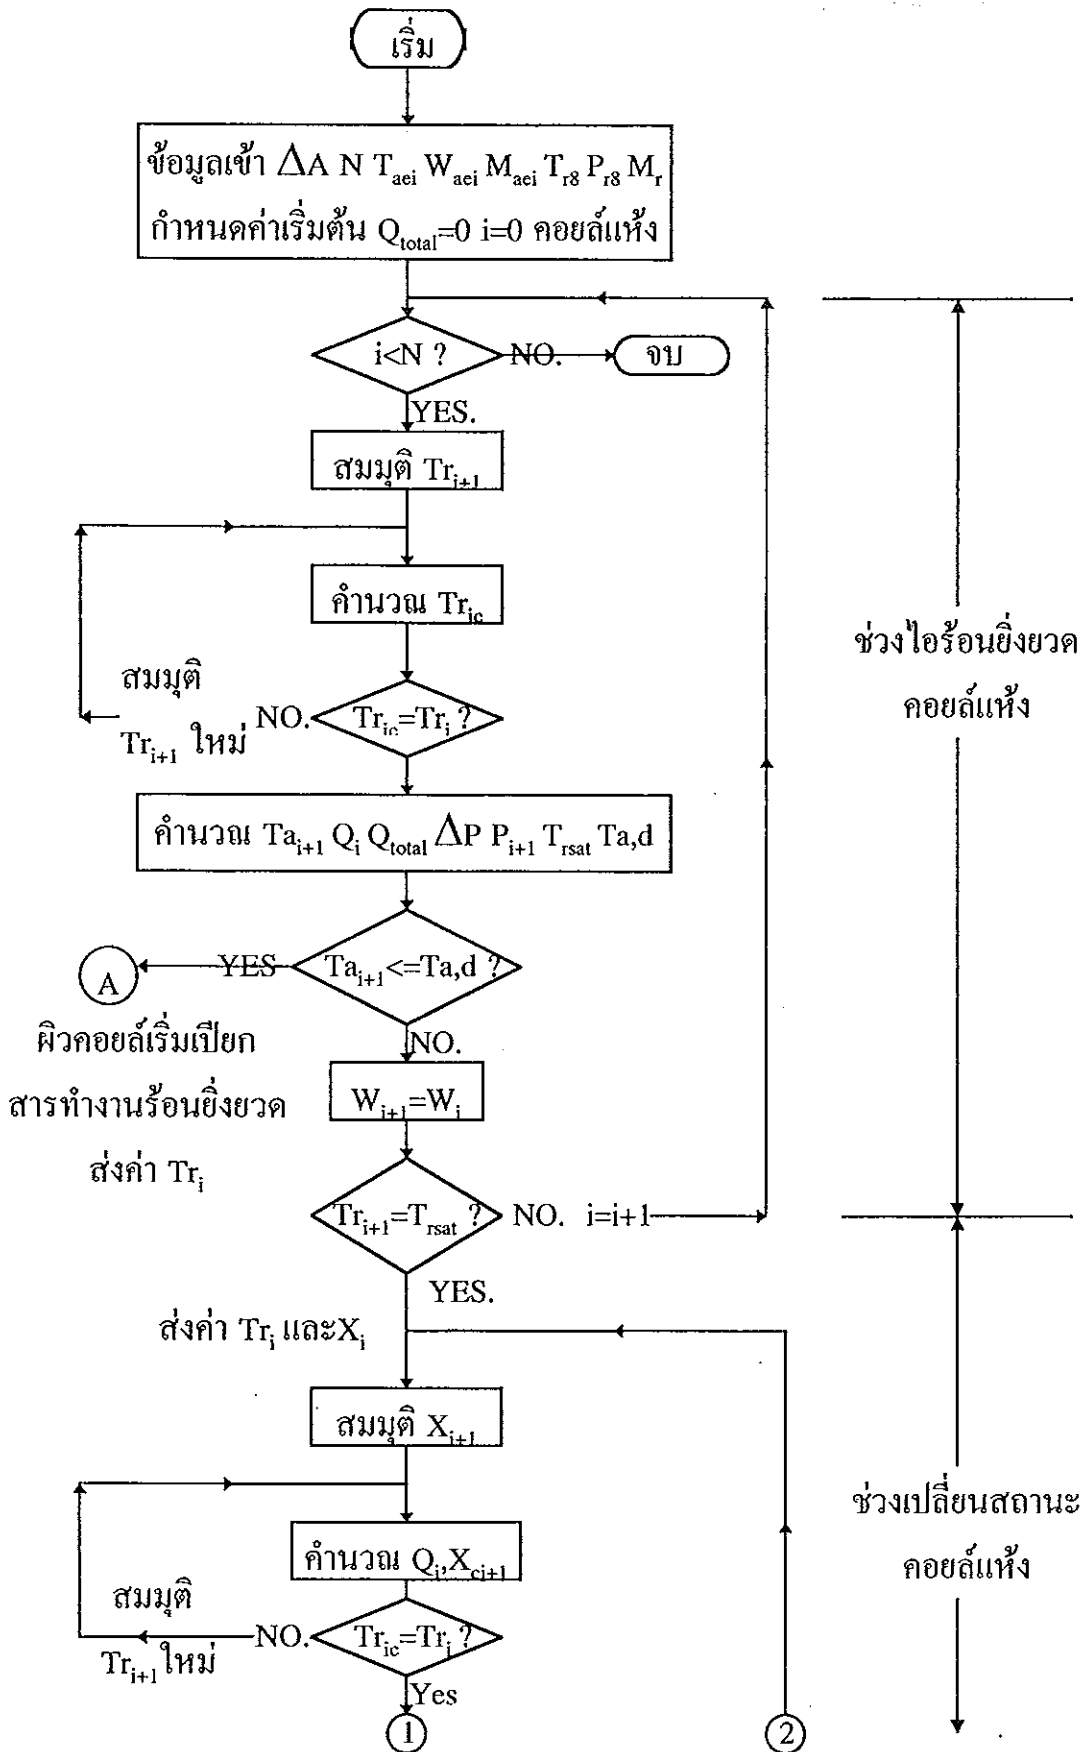 เริ่ม
ข้อมูลเข้า ΔA N T_aei W_aei M_aei T_r8 P_r8 M_r
กำหนดค่าเริ่มต้น Q_total=0 i=0 คอยล์แห้ง
i<N ?
NO.
จบ
YES.
สมมุติ Tr_i+1
คำนวณ Tr_ic
ช่วงไอร้อนยิ่งยวด
คอยล์แห้ง
สมมุติ
Tr_i+1 ใหม่
NO.
Tr_ic=Tr_i ?
คำนวณ Ta_i+1 Q_i Q_total ΔP P_i+1 T_rsat Ta,d
A
YES
Ta_i+1<=Ta,d ?
ผิวคอยล์เริ่มเปียก
สารทำงานร้อนยิ่งยวด
ส่งค่า Tr_i
NO.
W_i+1=W_i
Tr_i+1=T_rsat ?
NO. i=i+1
YES.
ส่งค่า Tr_i และX_i
สมมุติ X_i+1
คำนวณ Q_i,X_ci+1
ช่วงเปลี่ยนสถานะ
คอยล์แห้ง
สมมุติ
Tr_i+1 ใหม่
NO.
Tr_ic=Tr_i ?
Yes
1
2